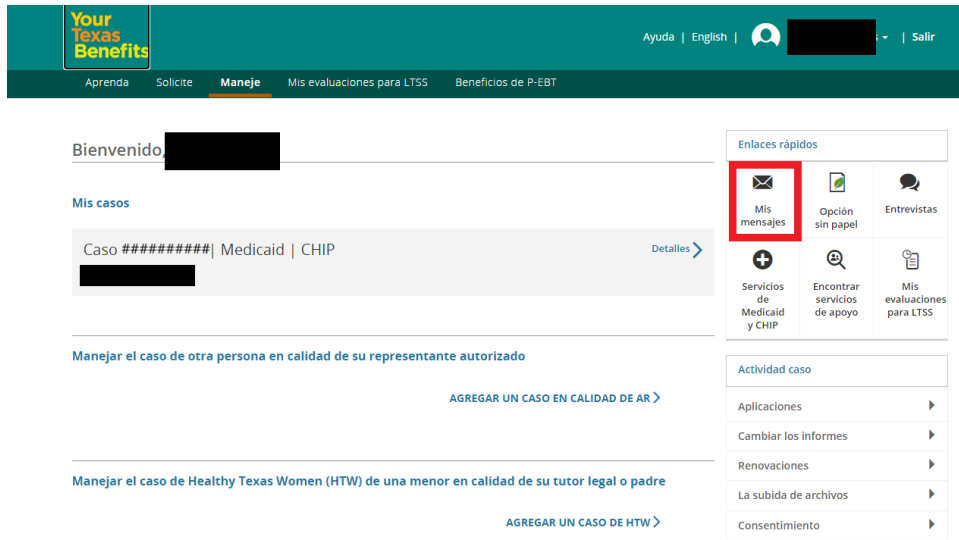 Your
Texas
Benefits
Ayuda | English |
| Salir
Aprenda Solicite Maneje Mis evaluaciones para LTSS Beneficios de P-EBT
Bienvenido,
Mis casos
Caso ##########| Medicaid | CHIP
Detalles
Manejar el caso de otra persona en calidad de su representante autorizado
AGREGAR UN CASO EN CALIDAD DE AR
Manejar el caso de Healthy Texas Women (HTW) de una menor en calidad de su tutor legal o padre
AGREGAR UN CASO DE HTW
Enlaces rápidos
Mis
mensajes
Opción
sin papel
Entrevistas
Servicios
de
Medicaid
y CHIP
Encontrar
servicios
de apoyo
Mis
evaluaciones
para LTSS
Actividad caso
Aplicaciones
Cambiar los informes
Renovaciones
La subida de archivos
Consentimiento